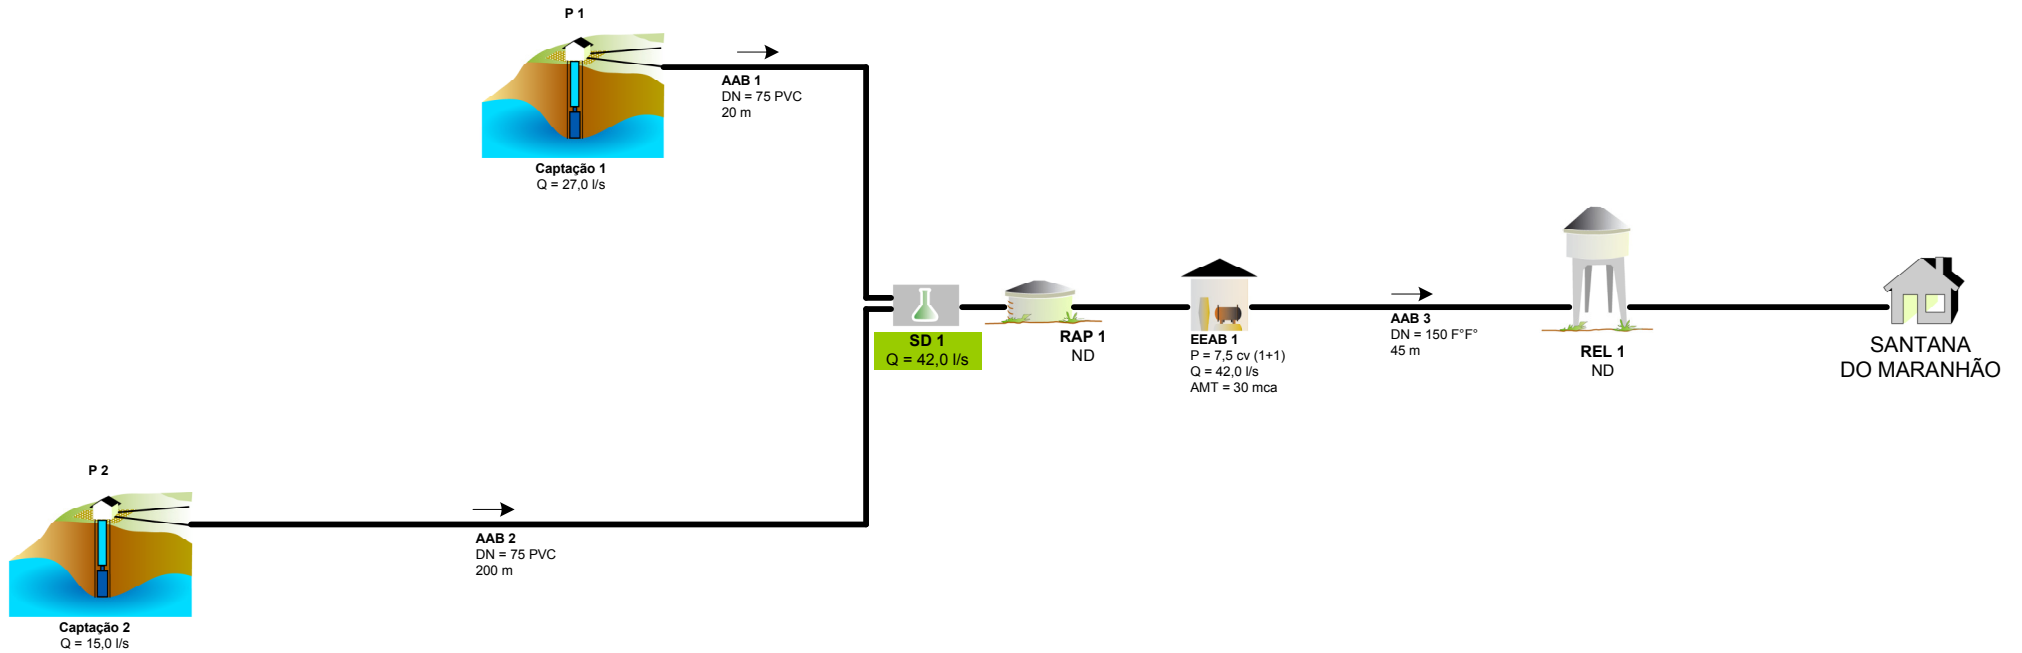 P 1
AAB 1
DN = 75 PVC
20 m
Captação 1
Q = 27,0 l/s
SD 1
Q = 42,0 l/s
RAP 1
ND
EEAB 1
P = 7,5 cv (1+1)
Q = 42,0 l/s
AMT = 30 mca
AAB 3
DN = 150 F°F°
45 m
REL 1
ND
SANTANA
DO MARANHÃO
P 2
AAB 2
DN = 75 PVC
200 m
Captação 2
Q = 15,0 l/s